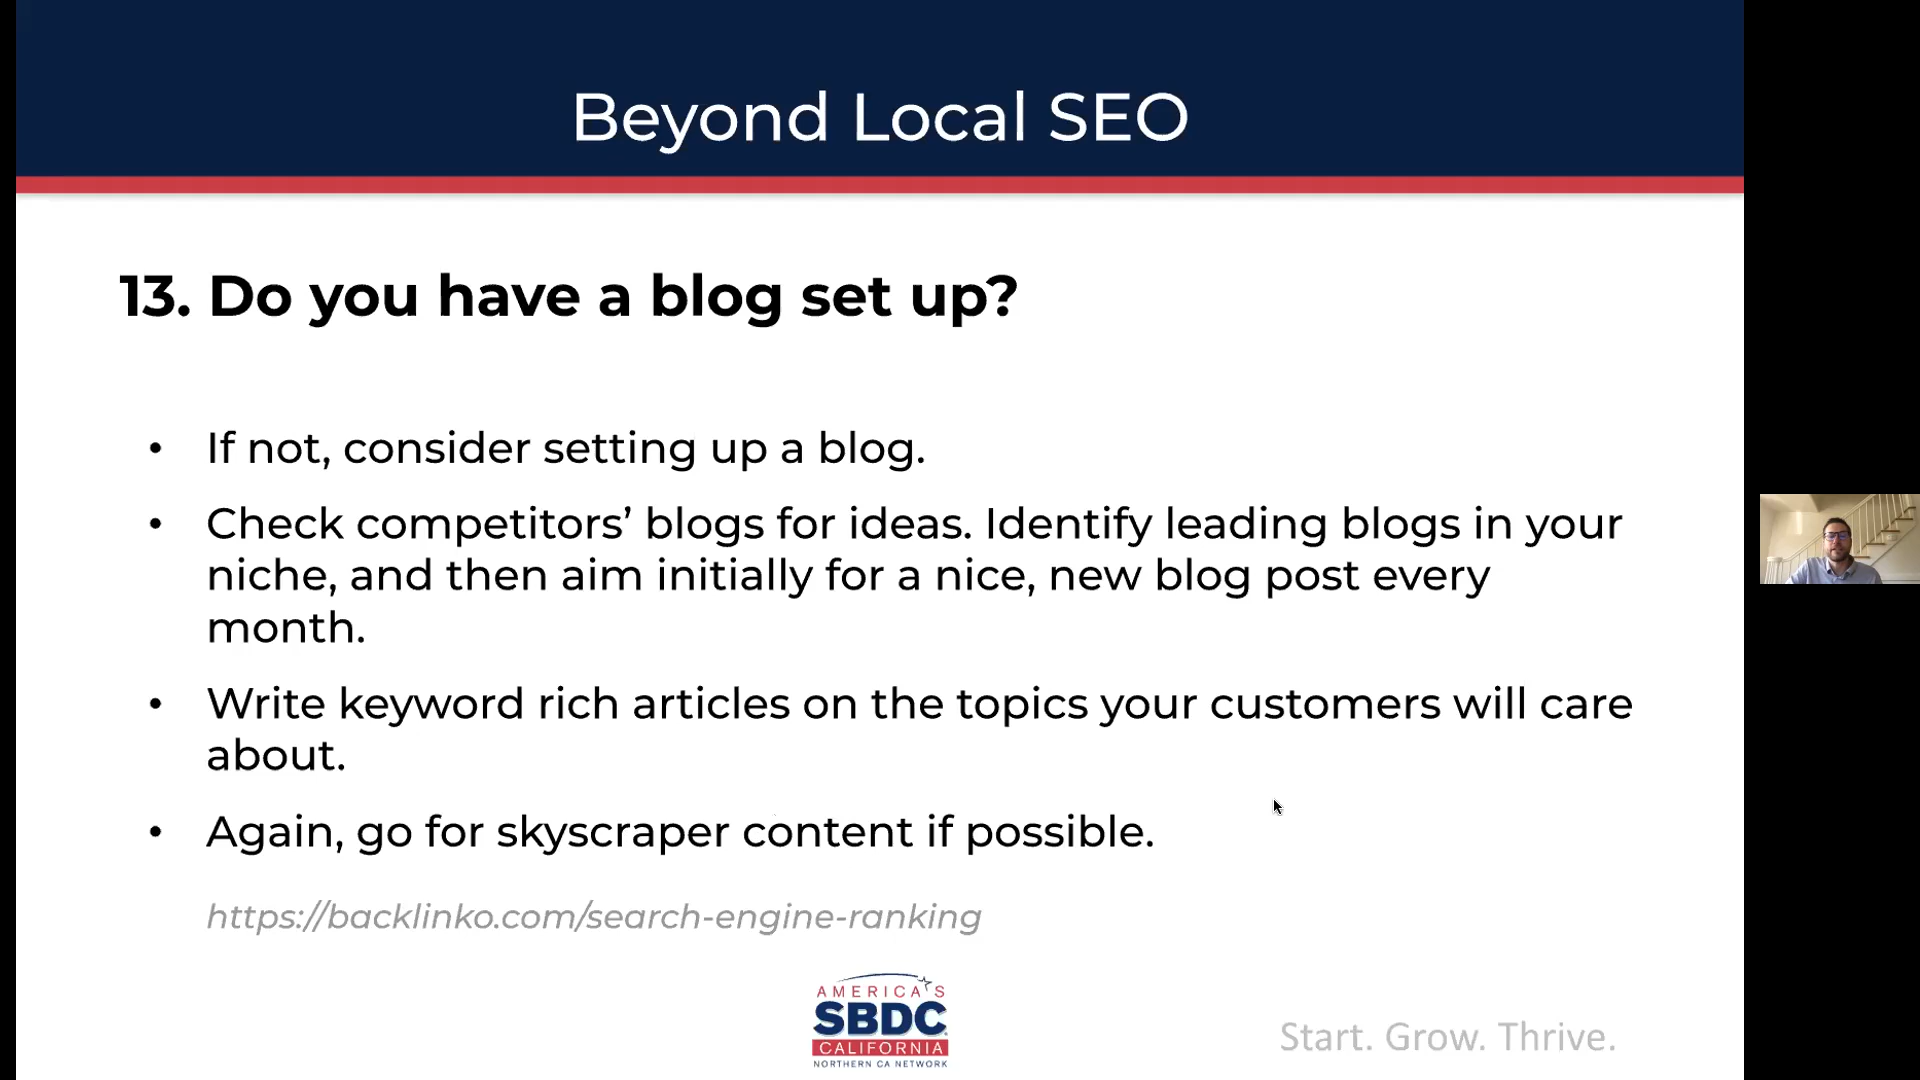 Beyond Local SEO
13. Do you have a blog set up?
• If not, consider setting up a blog.
• Check competitors’ blogs for ideas. Identify leading blogs in your
niche, and then aim initially for a nice, new blog post every
month.
• Write keyword rich articles on the topics your customers will care
about.
• Again, go for skyscraper content if possible.
https://backlinko.com/search-engine-ranking
AMERICA'S
SBDC
CALIFORNIA
NORTHERN CA NETWORK
Start. Grow. Thrive.